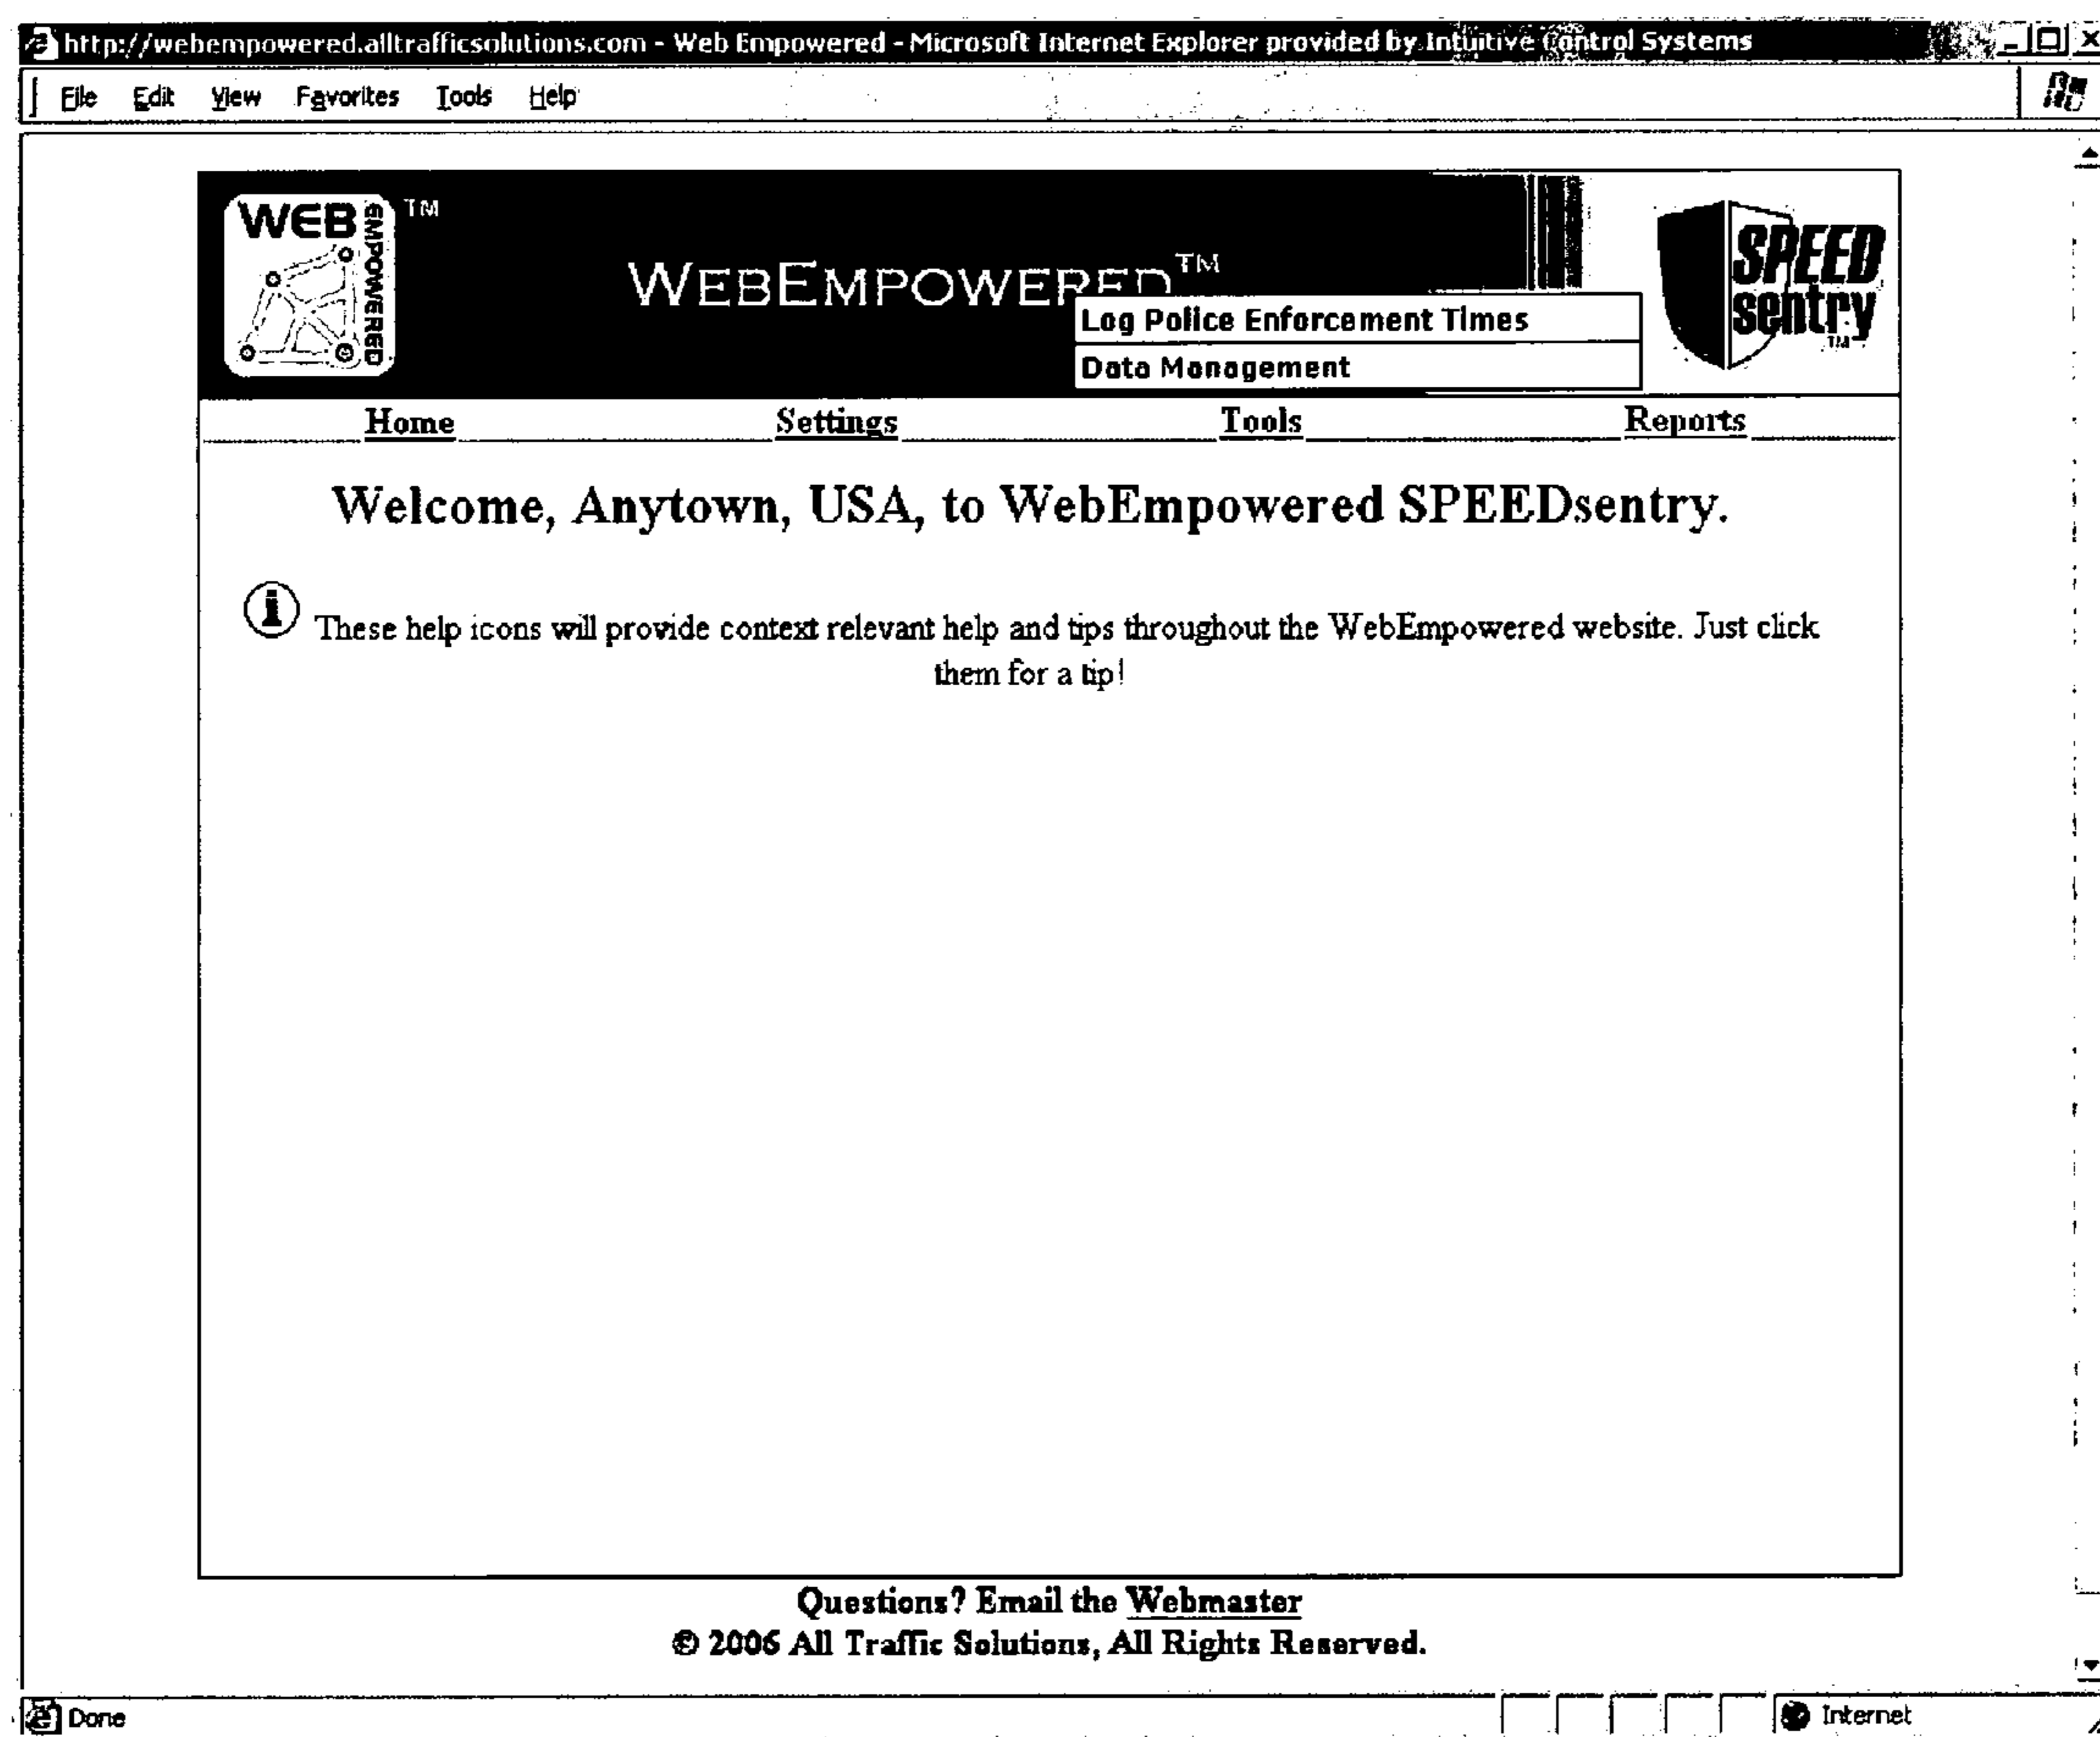 http://webempowered.alltrafficsolutions.com - Web Empowered - Microsoft Internet Explorer provided by Intuitive Control Systems
File Edit View Favorites Tools Help
WEB EMPOWERED TM
WEBEMPOWERED TM
SPEED
sentry TM
Log Police Enforcement Times
Data Management
Home Settings Tools Reports
Welcome, Anytown, USA, to WebEmpowered SPEEDsentry.
i These help icons will provide context relevant help and tips throughout the WebEmpowered website. Just click
them for a tip!
Questions? Email the Webmaster
© 2006 All Traffic Solutions, All Rights Reserved.
Done Internet